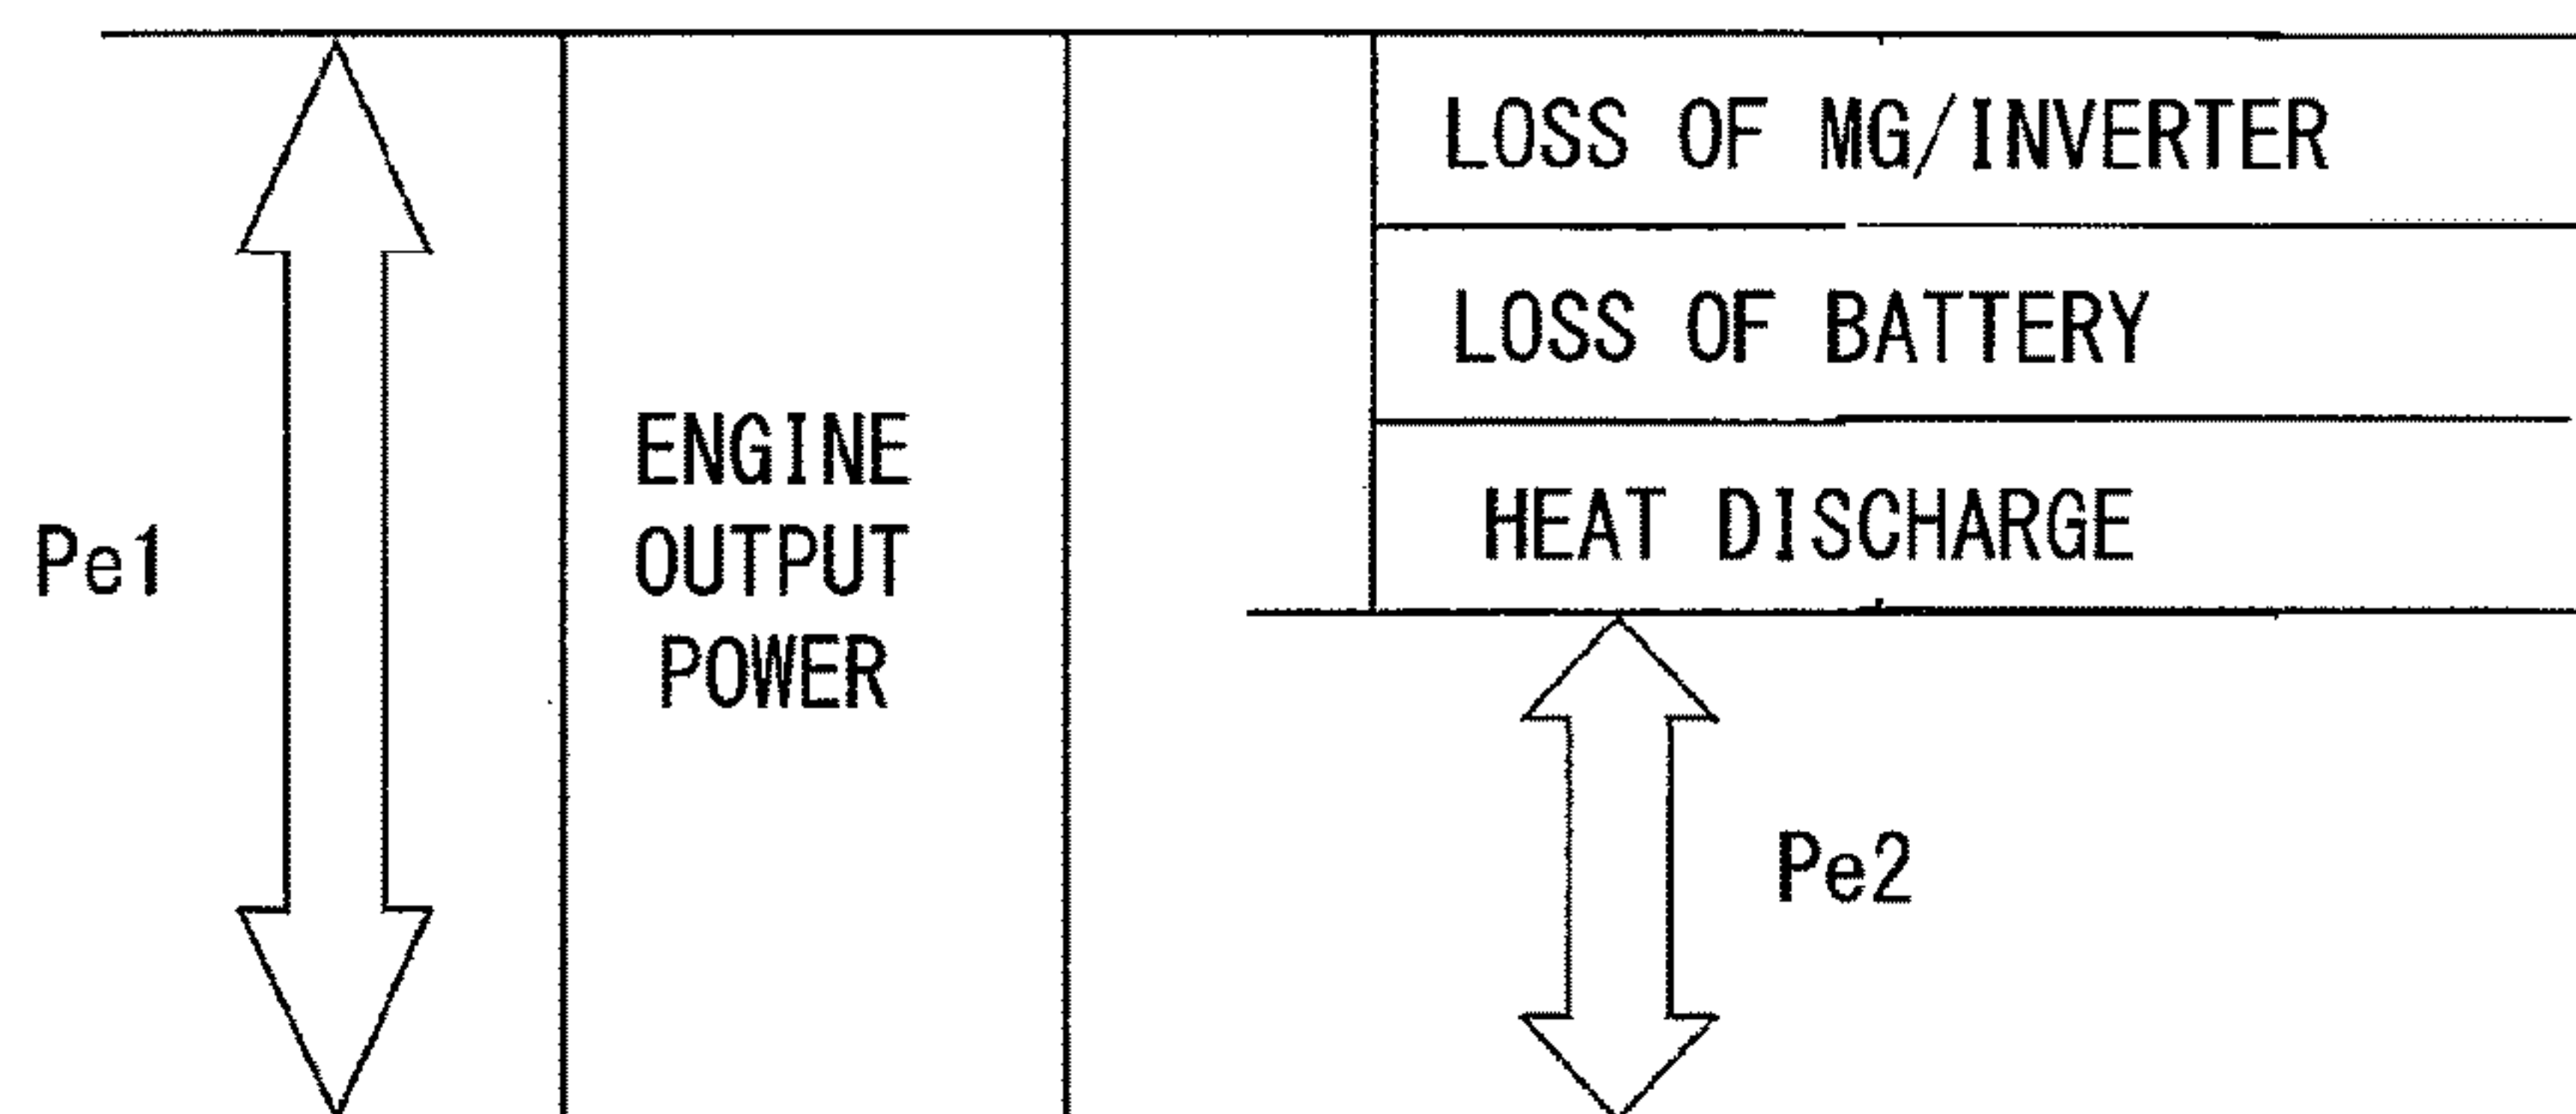 Pe1
ENGINE
OUTPUT
POWER
LOSS OF MG/INVERTER
LOSS OF BATTERY
HEAT DISCHARGE
Pe2